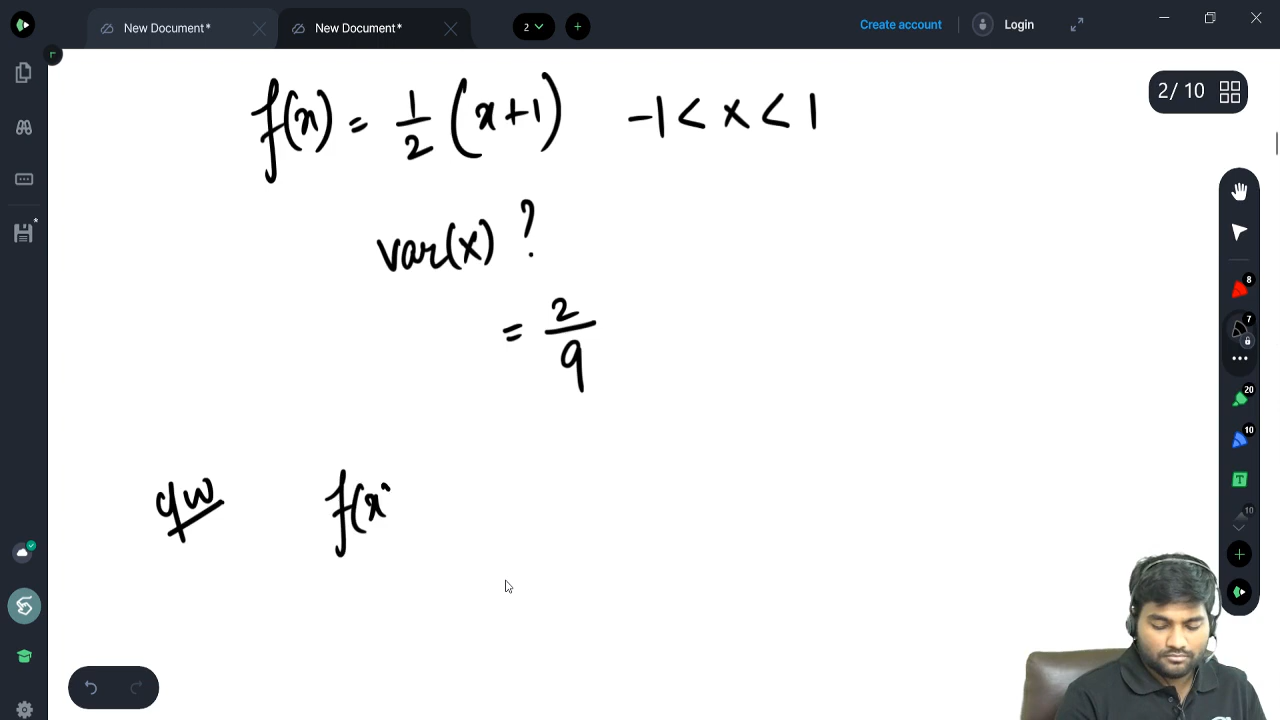 New Document* New Document* 2 Create account Login
2/ 10
f(x) = 1/2 (x+1) -1 < x < 1
var(x) ?
= 2/9
qw f(x
8
7
20
10
T
10